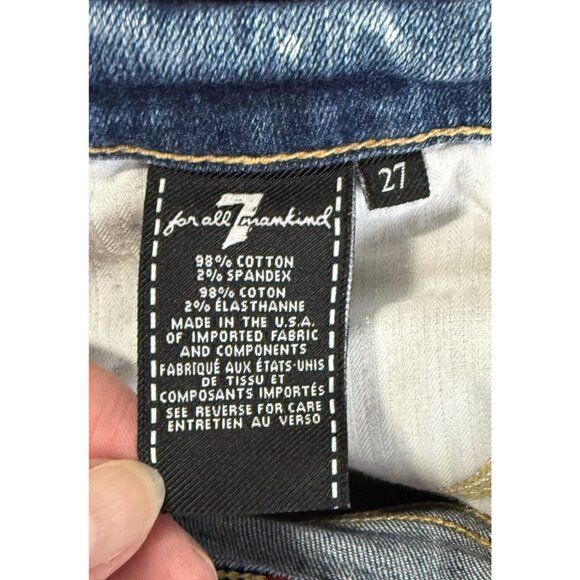 for all 7 mankind
27
98% COTTON
2% SPANDEX
98% COTON
2% ÉLASTHANNE
MADE IN THE U.S.A.
OF IMPORTED FABRIC
AND COMPONENTS
FABRIQUÉ AUX ÉTATS-UNIS
DE TISSU ET
COMPOSANTS IMPORTÉS
SEE REVERSE FOR CARE
ENTRETIEN AU VERSO